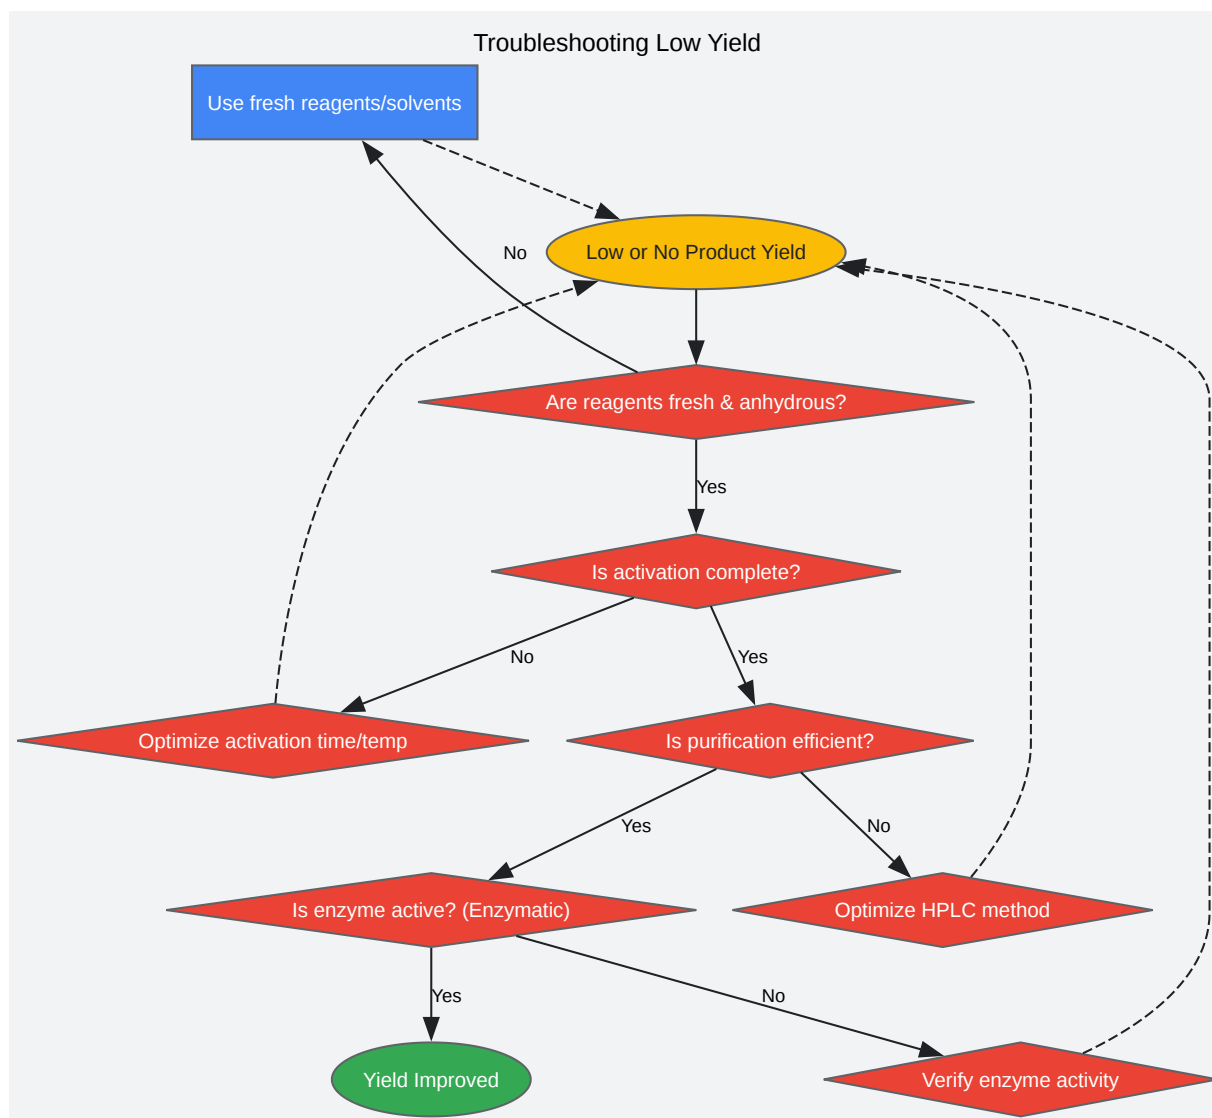 Troubleshooting Low Yield
Use fresh reagents/solvents
No
Low or No Product Yield
Are reagents fresh & anhydrous?
Yes
Is activation complete?
No
Yes
Optimize activation time/temp
Is purification efficient?
Yes
No
Is enzyme active? (Enzymatic)
Optimize HPLC method
Yes
No
Yield Improved
Verify enzyme activity